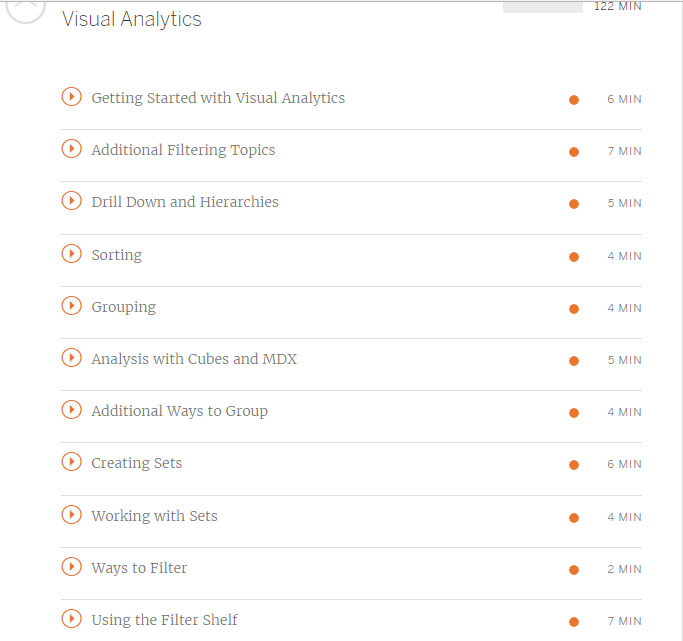 Visual Analytics 122 MIN
Getting Started with Visual Analytics 6 MIN
Additional Filtering Topics 7 MIN
Drill Down and Hierarchies 5 MIN
Sorting 4 MIN
Grouping 4 MIN
Analysis with Cubes and MDX 5 MIN
Additional Ways to Group 4 MIN
Creating Sets 6 MIN
Working with Sets 4 MIN
Ways to Filter 2 MIN
Using the Filter Shelf 7 MIN